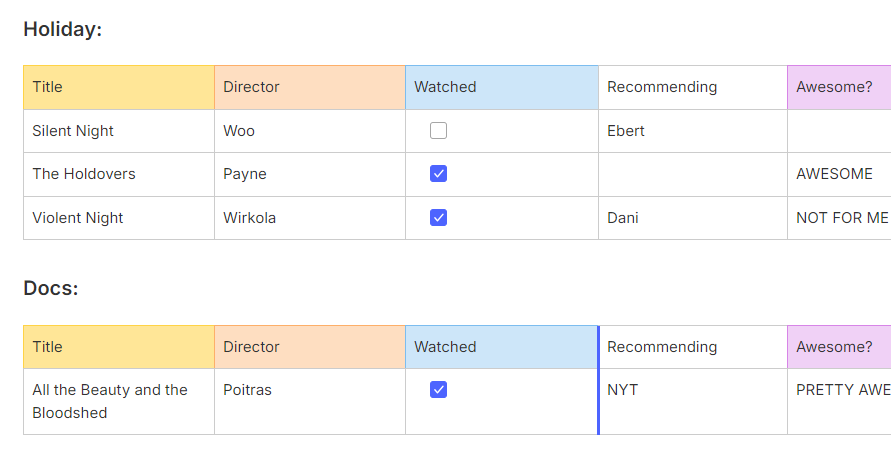 Holiday:
Title Director Watched Recommending Awesome?
Silent Night Woo Ebert
The Holdovers Payne AWESOME
Violent Night Wirkola Dani NOT FOR ME
Docs:
Title Director Watched Recommending Awesome?
All the Beauty and the Poitras NYT PRETTY AWE
Bloodshed